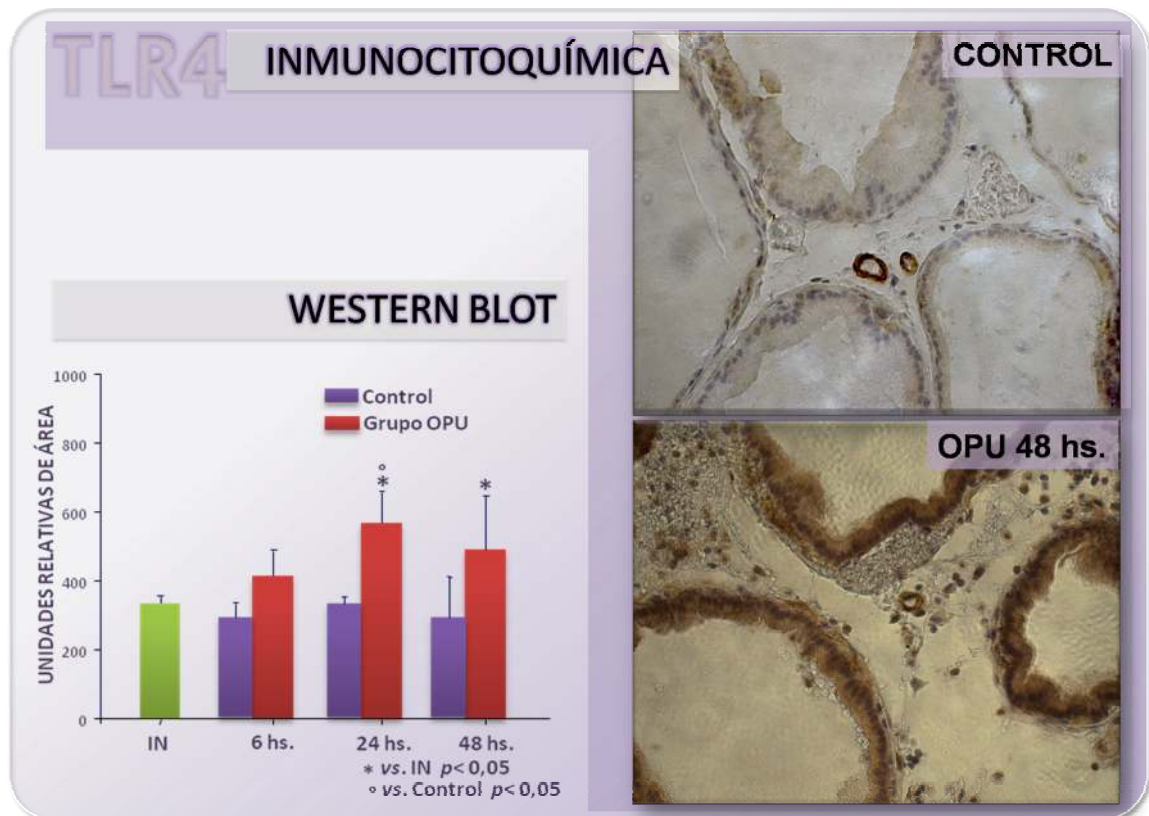 TLR4
INMUNOCITOQUÍMICA
CONTROL
WESTERN BLOT
1000
800
600
400
200
0
UNIDADES RELATIVAS DE ÁREA
Control
Grupo OPU
°
*
*
IN
6 hs.
24 hs.
48 hs.
* vs. IN p< 0,05
° vs. Control p< 0,05
OPU 48 hs.